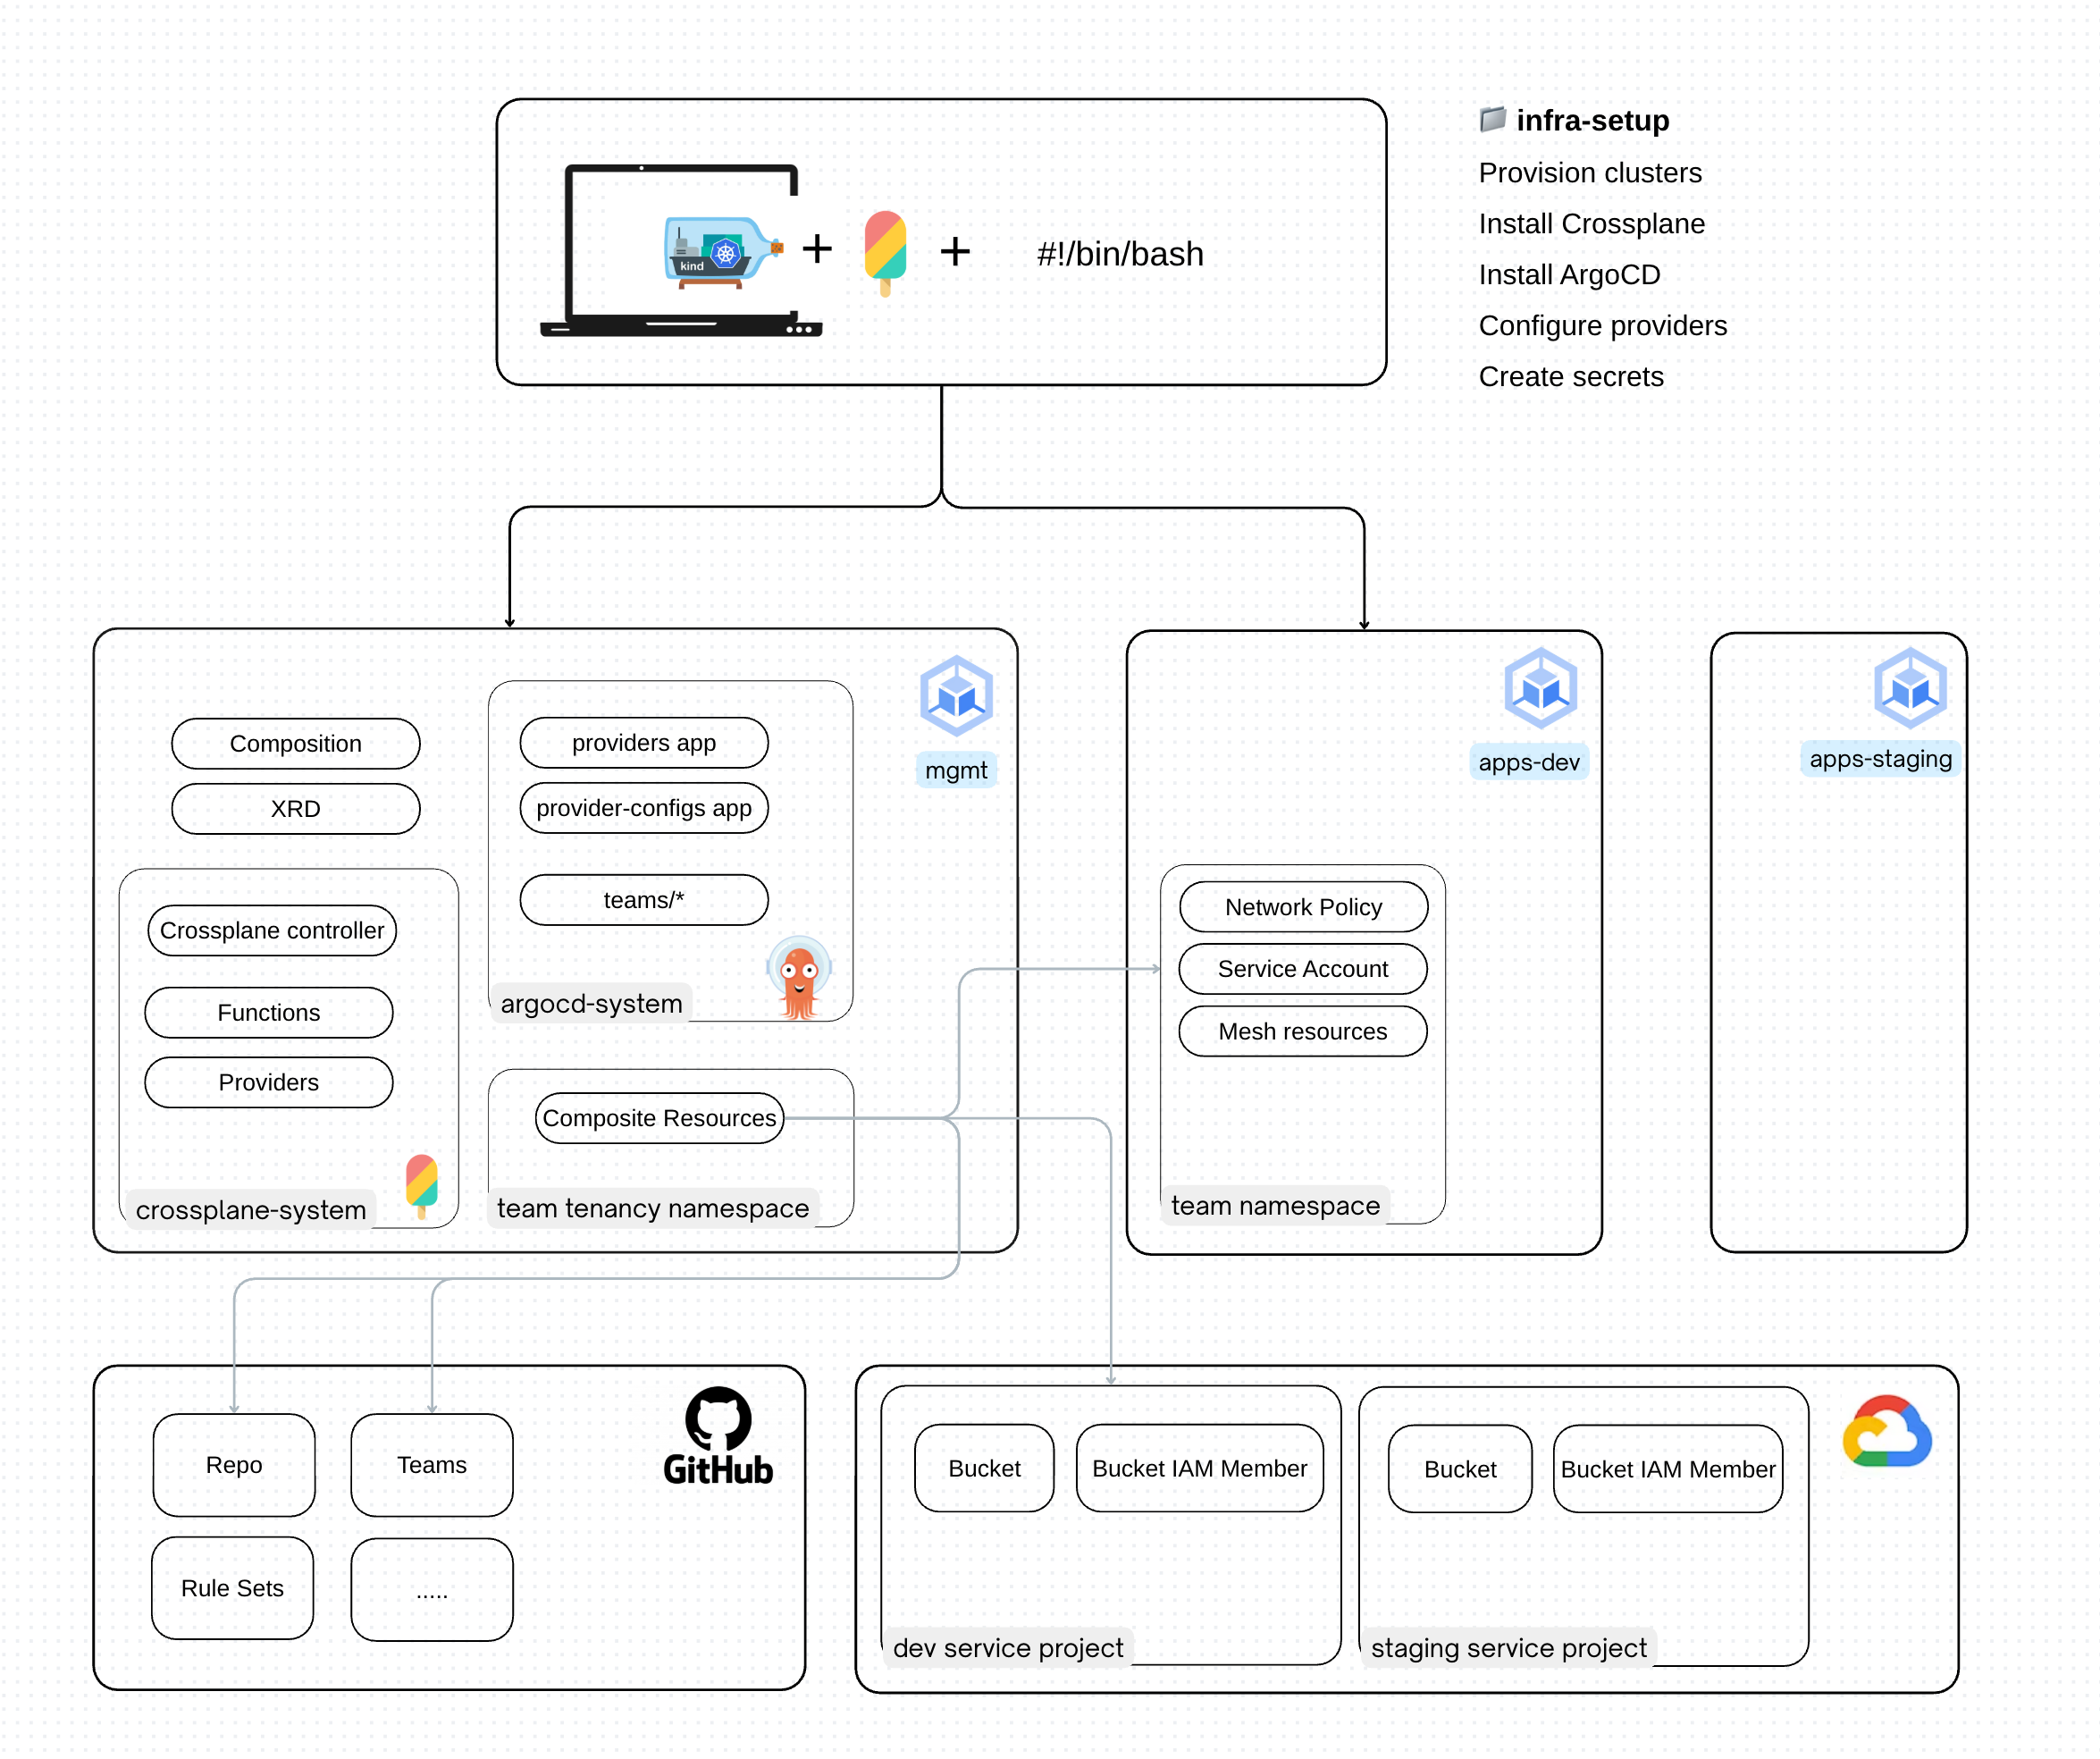 infra-setup
Provision clusters
Install Crossplane
Install ArgoCD
Configure providers
Create secrets
kind
+
+
#!/bin/bash
mgmt
Composition
XRD
Crossplane controller
Functions
Providers
crossplane-system
providers app
provider-configs app
teams/*
argocd-system
Composite Resources
team tenancy namespace
apps-dev
Network Policy
Service Account
Mesh resources
team namespace
apps-staging
GitHub
Repo
Teams
Rule Sets
.....
Bucket
Bucket IAM Member
dev service project
Bucket
Bucket IAM Member
staging service project